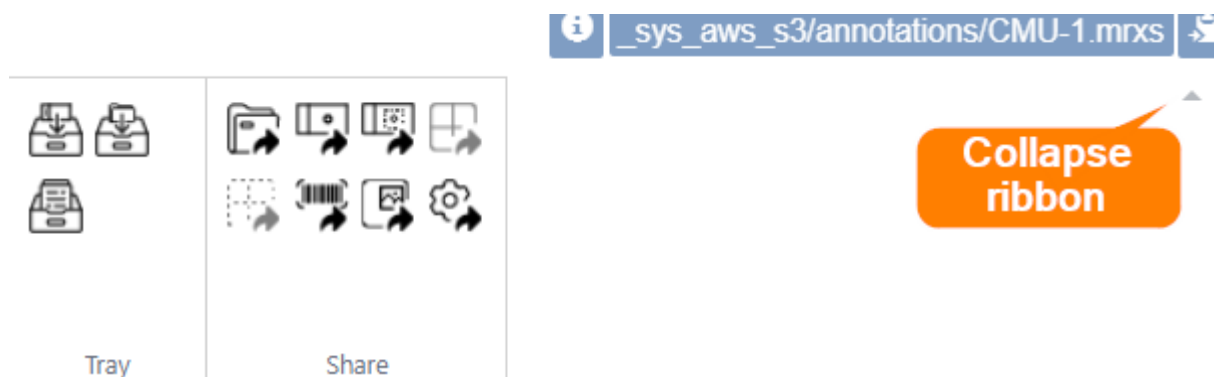 _sys_aws_s3/annotations/CMU-1.mrxs
Collapse
ribbon
Tray
Share